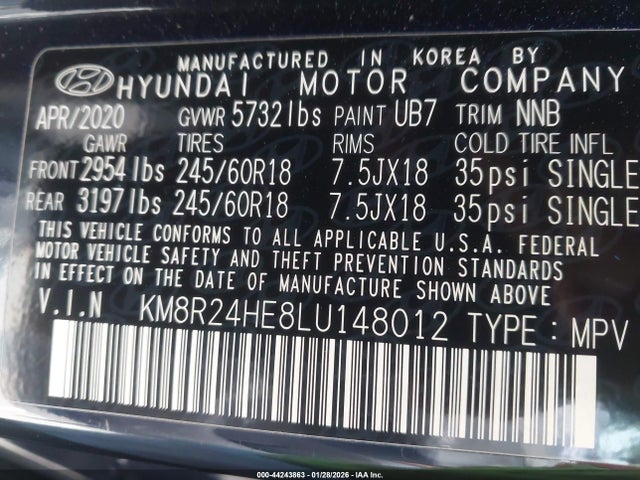 MANUFACTURED IN KOREA BY
HYUNDAI MOTOR COMPANY
APR/2020 GVWR 5732lbs PAINT UB7 TRIM NNB
GAWR TIRES RIMS COLD TIRE INFL
FRONT 2954lbs 245/60R18 7.5JX18 35psi SINGLE
REAR 3197lbs 245/60R18 7.5JX18 35psi SINGLE
THIS VEHICLE CONFORMS TO ALL APPLICABLE U.S.A. FEDERAL
MOTOR VEHICLE SAFETY AND THEFT PREVENTION STANDARDS
IN EFFECT ON THE DATE OF MANUFACTURE SHOWN ABOVE.
V.I.N KM8R24HE8LU148012 TYPE : MPV
000-44243863 - 01/28/2026 - IAA Inc.